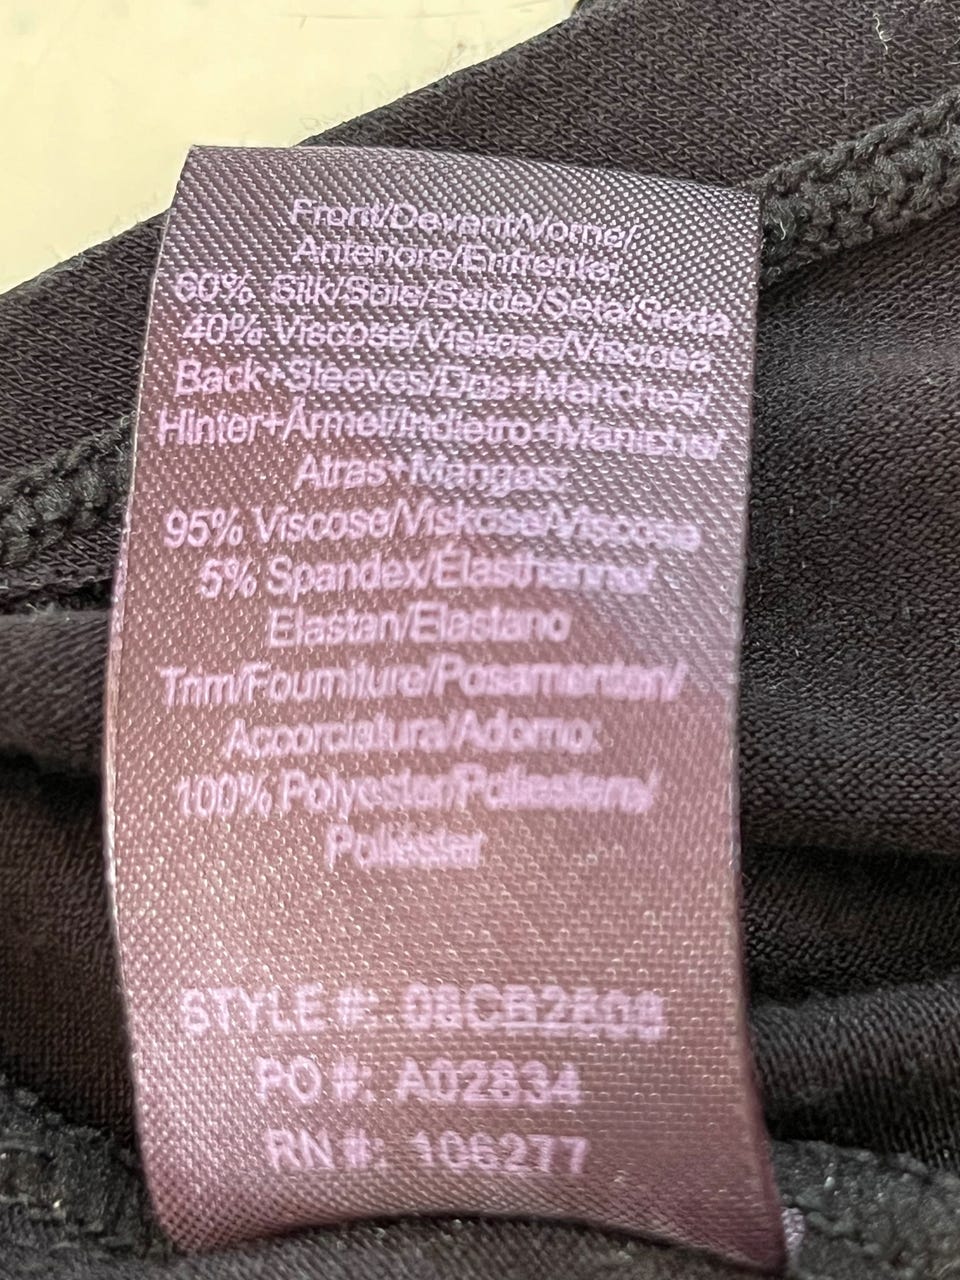 Front/Devant/Vorne/
Anteriore/Enfrente/
60% Silk/Soie/Seide/Seta/Seda
40% Viscose/Viskose/Viscosa
Back+Sleeves/Dos+Manches/
Hinter+Ärmel/Indietro+Maniche/
Atras+Mangas:
95% Viscose/Viskose/Viscosa
5% Spandex/Élasthanne/
Elastan/Elastano
Trim/Fourniture/Posamenten/
Accorciatura/Adorno:
100% Polyester/Poliestere/
Poliéster
STYLE #:
PO #: A02834
RN #: 106277